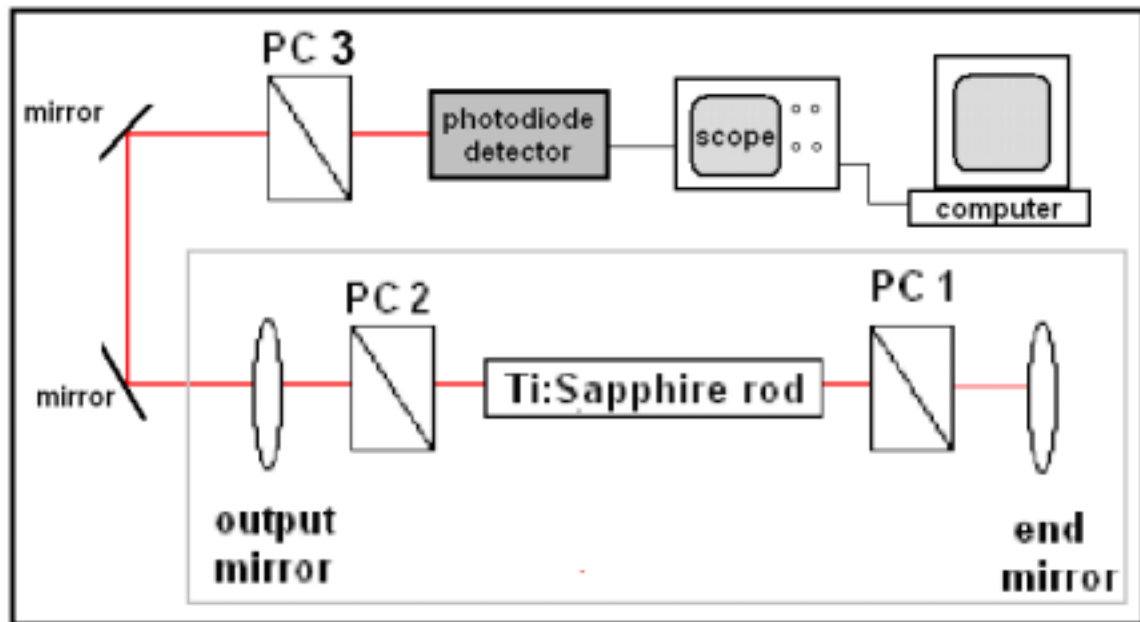 PC 3
mirror
photodiode
detector
scope
computer
PC 2
PC 1
mirror
Ti:Sapphire rod
output
mirror
end
mirror